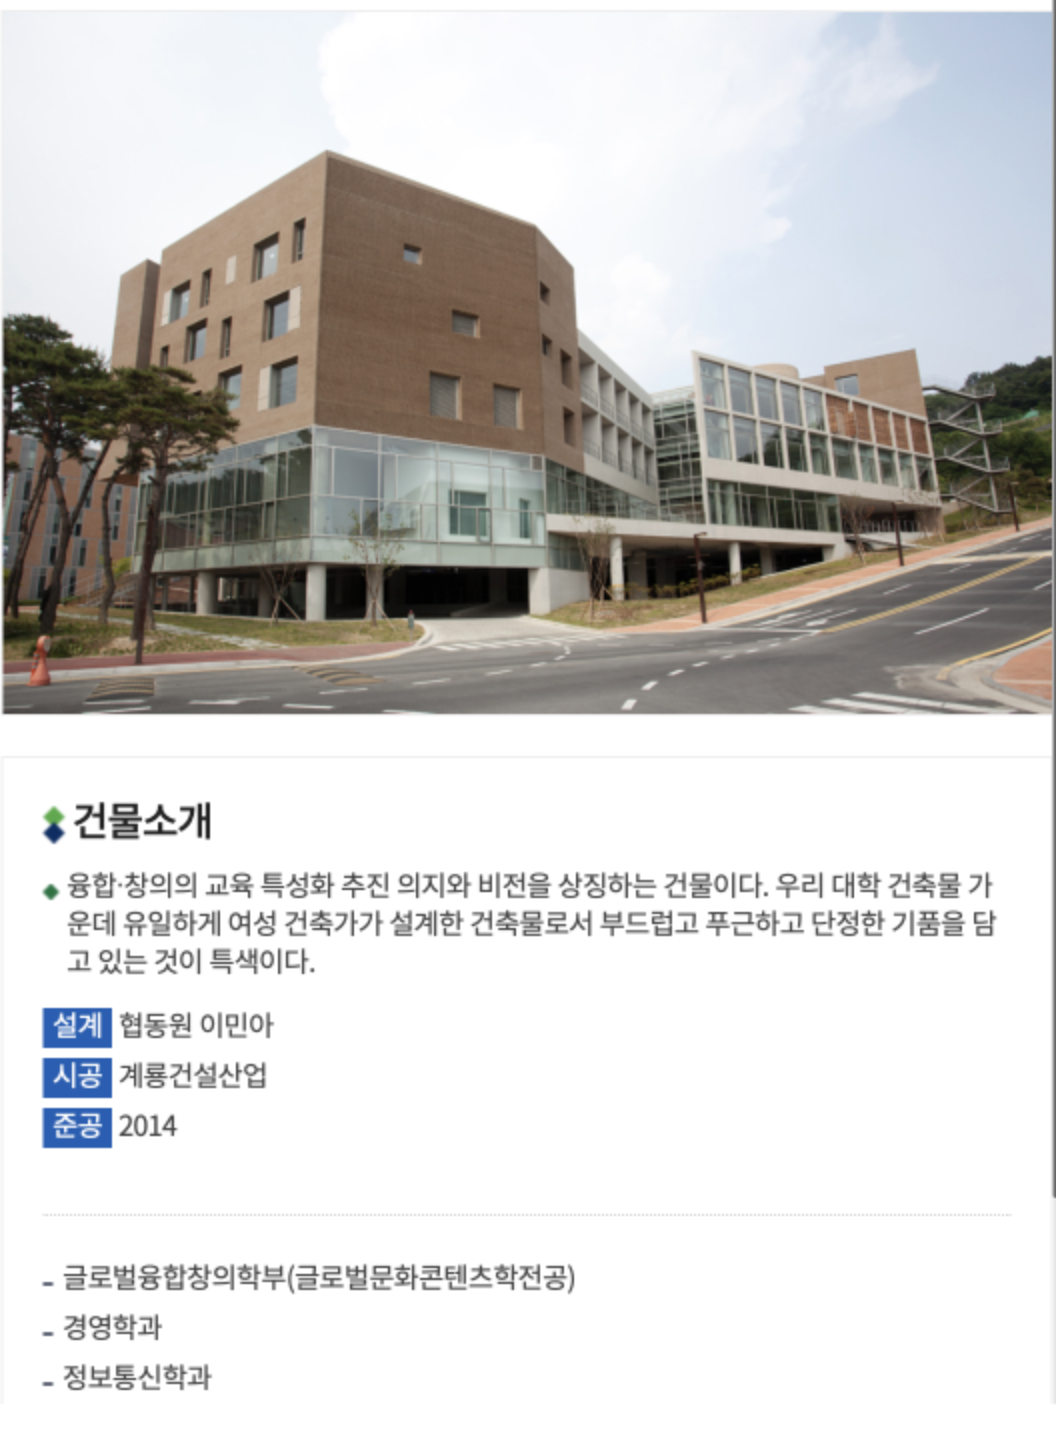 건물소개
융합·창의의 교육 특성화 추진 의지와 비전을 상징하는 건물이다. 우리 대학 건축물 가
운데 유일하게 여성 건축가가 설계한 건축물로서 부드럽고 푸근하고 단정한 기품을 담
고 있는 것이 특색이다.
설계 협동원 이민아
시공 계룡건설산업
준공 2014
- 글로벌융합창의학부(글로벌문화콘텐츠학전공)
- 경영학과
- 정보통신학과